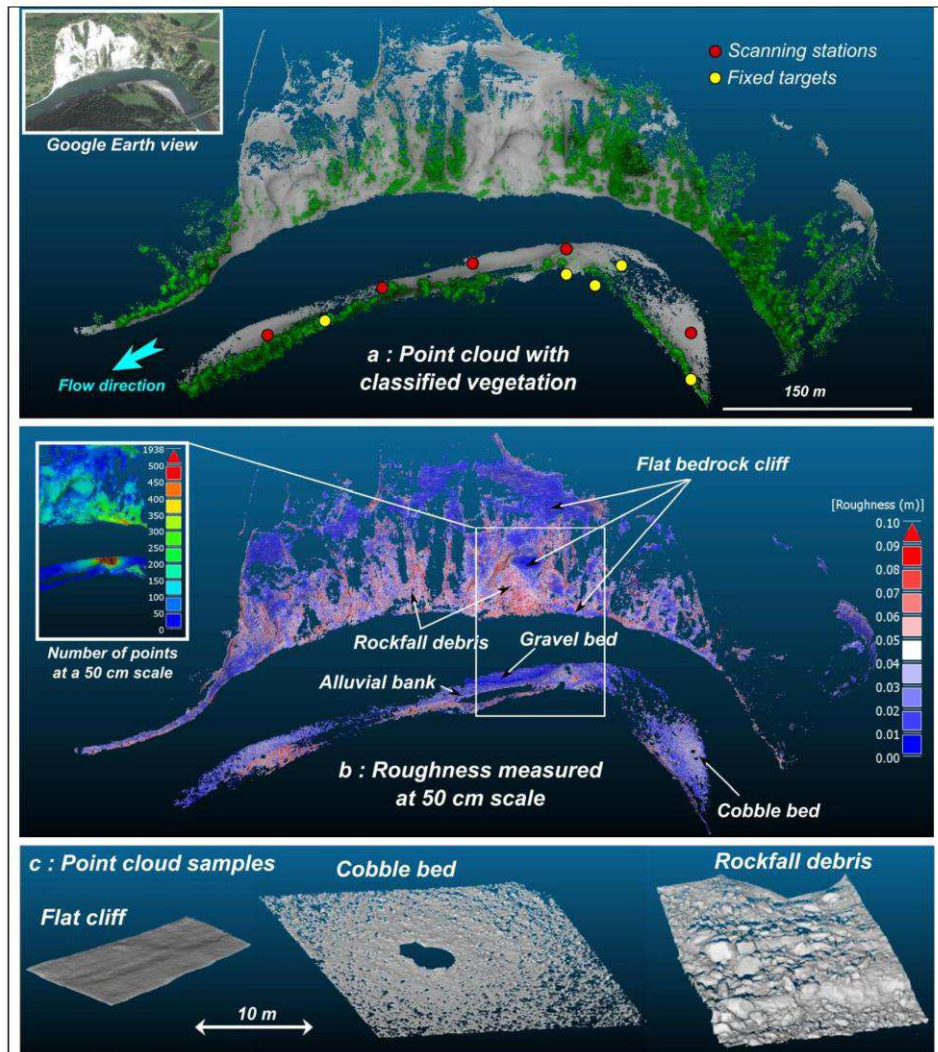 Google Earth view
Scanning stations
Fixed targets
Flow direction
a : Point cloud with
classified vegetation
150 m
1938
500
450
400
350
300
250
200
150
100
50
0
Number of points
at a 50 cm scale
Flat bedrock cliff
[Roughness (m)]
0.10
0.09
0.08
0.07
0.06
0.05
0.04
0.03
0.02
0.01
0.00
Rockfall debris
Gravel bed
Alluvial bank
b : Roughness measured
at 50 cm scale
Cobble bed
c : Point cloud samples
Cobble bed
Rockfall debris
Flat cliff
10 m